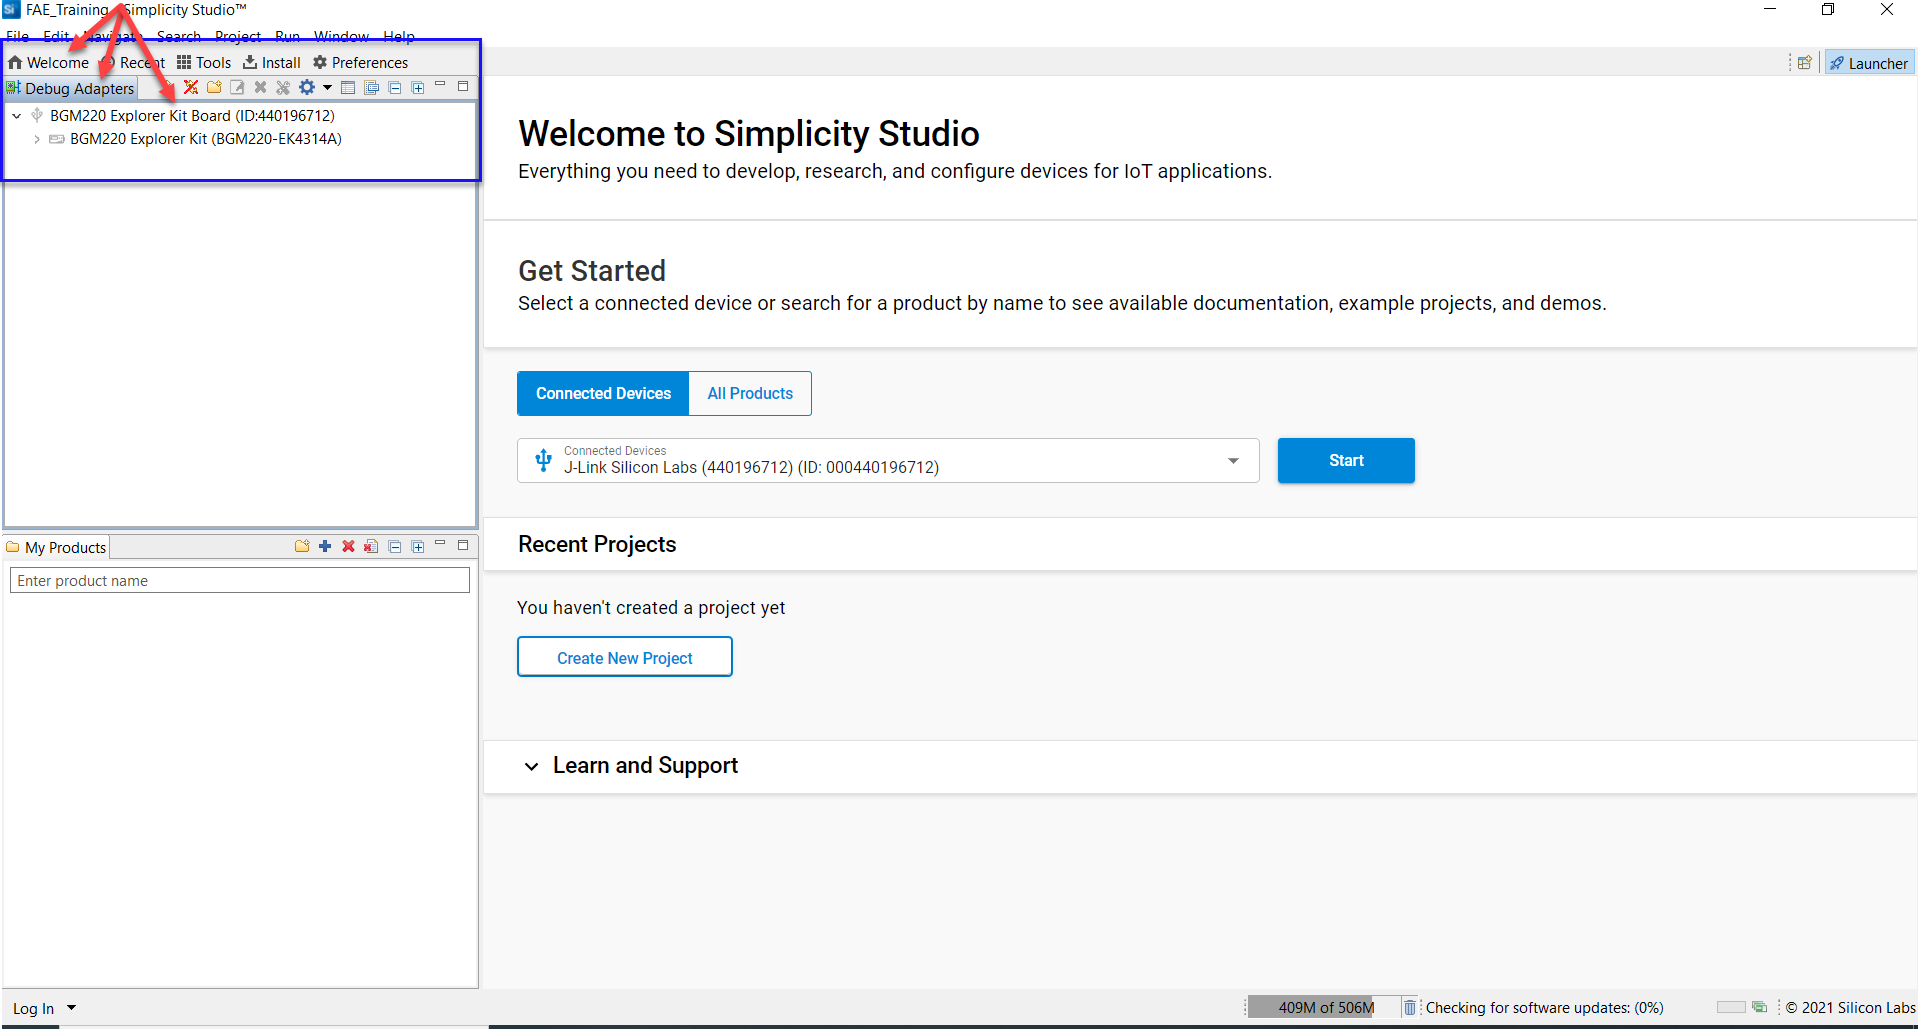 Si FAE_Training - Simplicity Studio™
File Edit Navigate Search Project Run Window Help
Welcome Recent Tools Install Preferences
Launcher
Debug Adapters
BGM220 Explorer Kit Board (ID:440196712)
BGM220 Explorer Kit (BGM220-EK4314A)
Welcome to Simplicity Studio
Everything you need to develop, research, and configure devices for IoT applications.
Get Started
Select a connected device or search for a product by name to see available documentation, example projects, and demos.
Connected Devices All Products
Connected Devices
J-Link Silicon Labs (440196712) (ID: 000440196712)
Start
My Products
Enter product name
Recent Projects
You haven't created a project yet
Create New Project
Learn and Support
Log In
409M of 506M
Checking for software updates: (0%)
© 2021 Silicon Labs